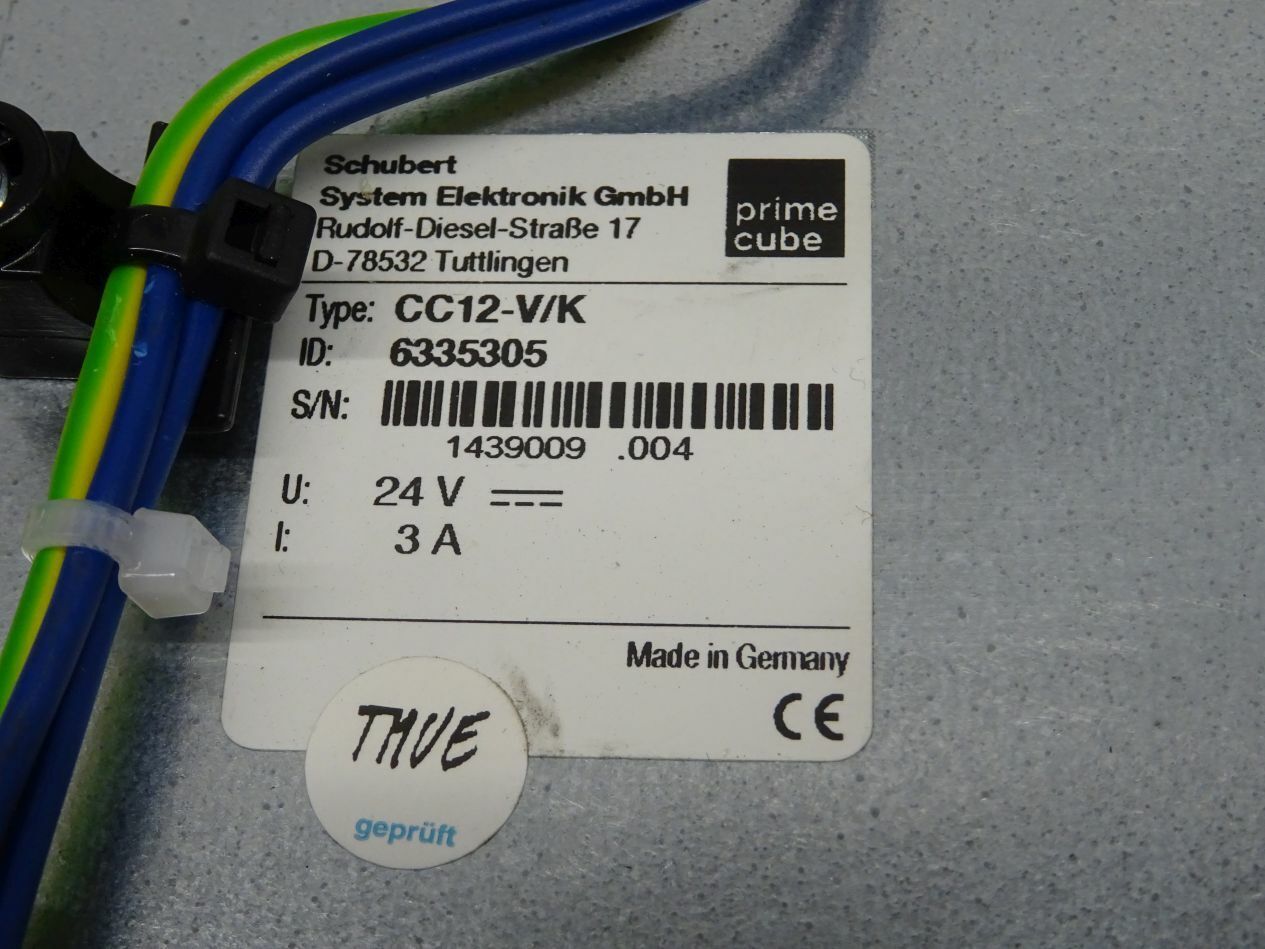 Schubert
System Elektronik GmbH
Rudolf-Diesel-Straße 17
D-78532 Tuttlingen
prime
cube
Type: CC12-V/K
ID: 6335305
S/N:
1439009 .004
U: 24 V
I: 3 A
Made in Germany
CE
TMUE
geprüft